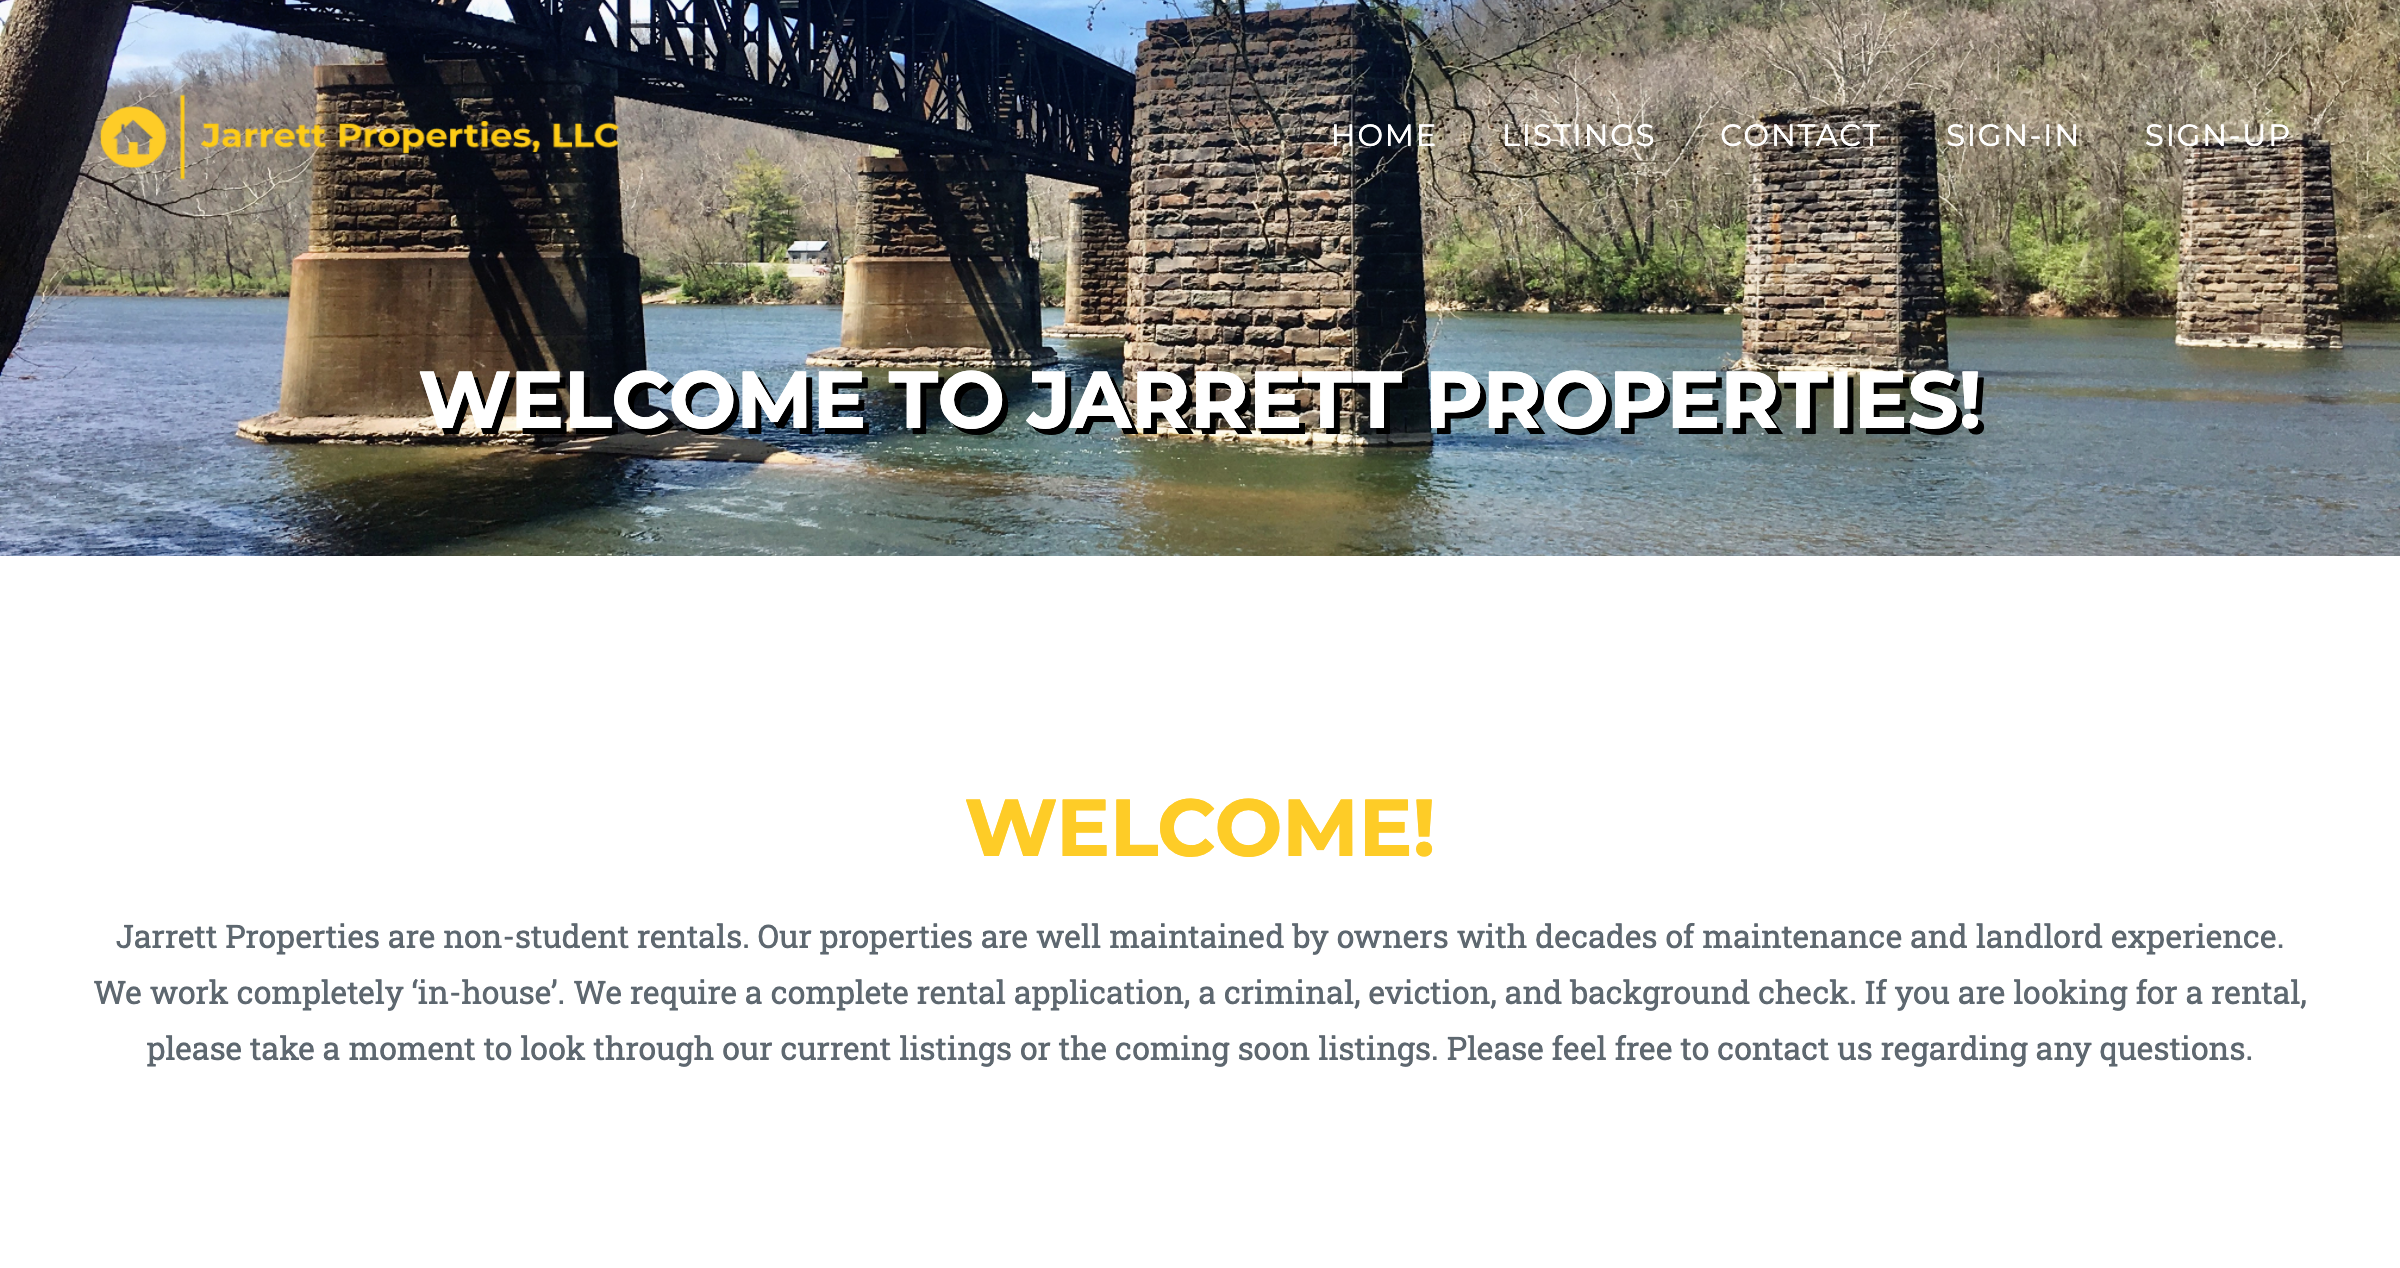 Jarrett Properties, LLC
HOME LISTINGS CONTACT SIGN-IN SIGN-UP
WELCOME TO JARRETT PROPERTIES!
WELCOME!
Jarrett Properties are non-student rentals. Our properties are well maintained by owners with decades of maintenance and landlord experience.
We work completely ‘in-house’. We require a complete rental application, a criminal, eviction, and background check. If you are looking for a rental,
please take a moment to look through our current listings or the coming soon listings. Please feel free to contact us regarding any questions.